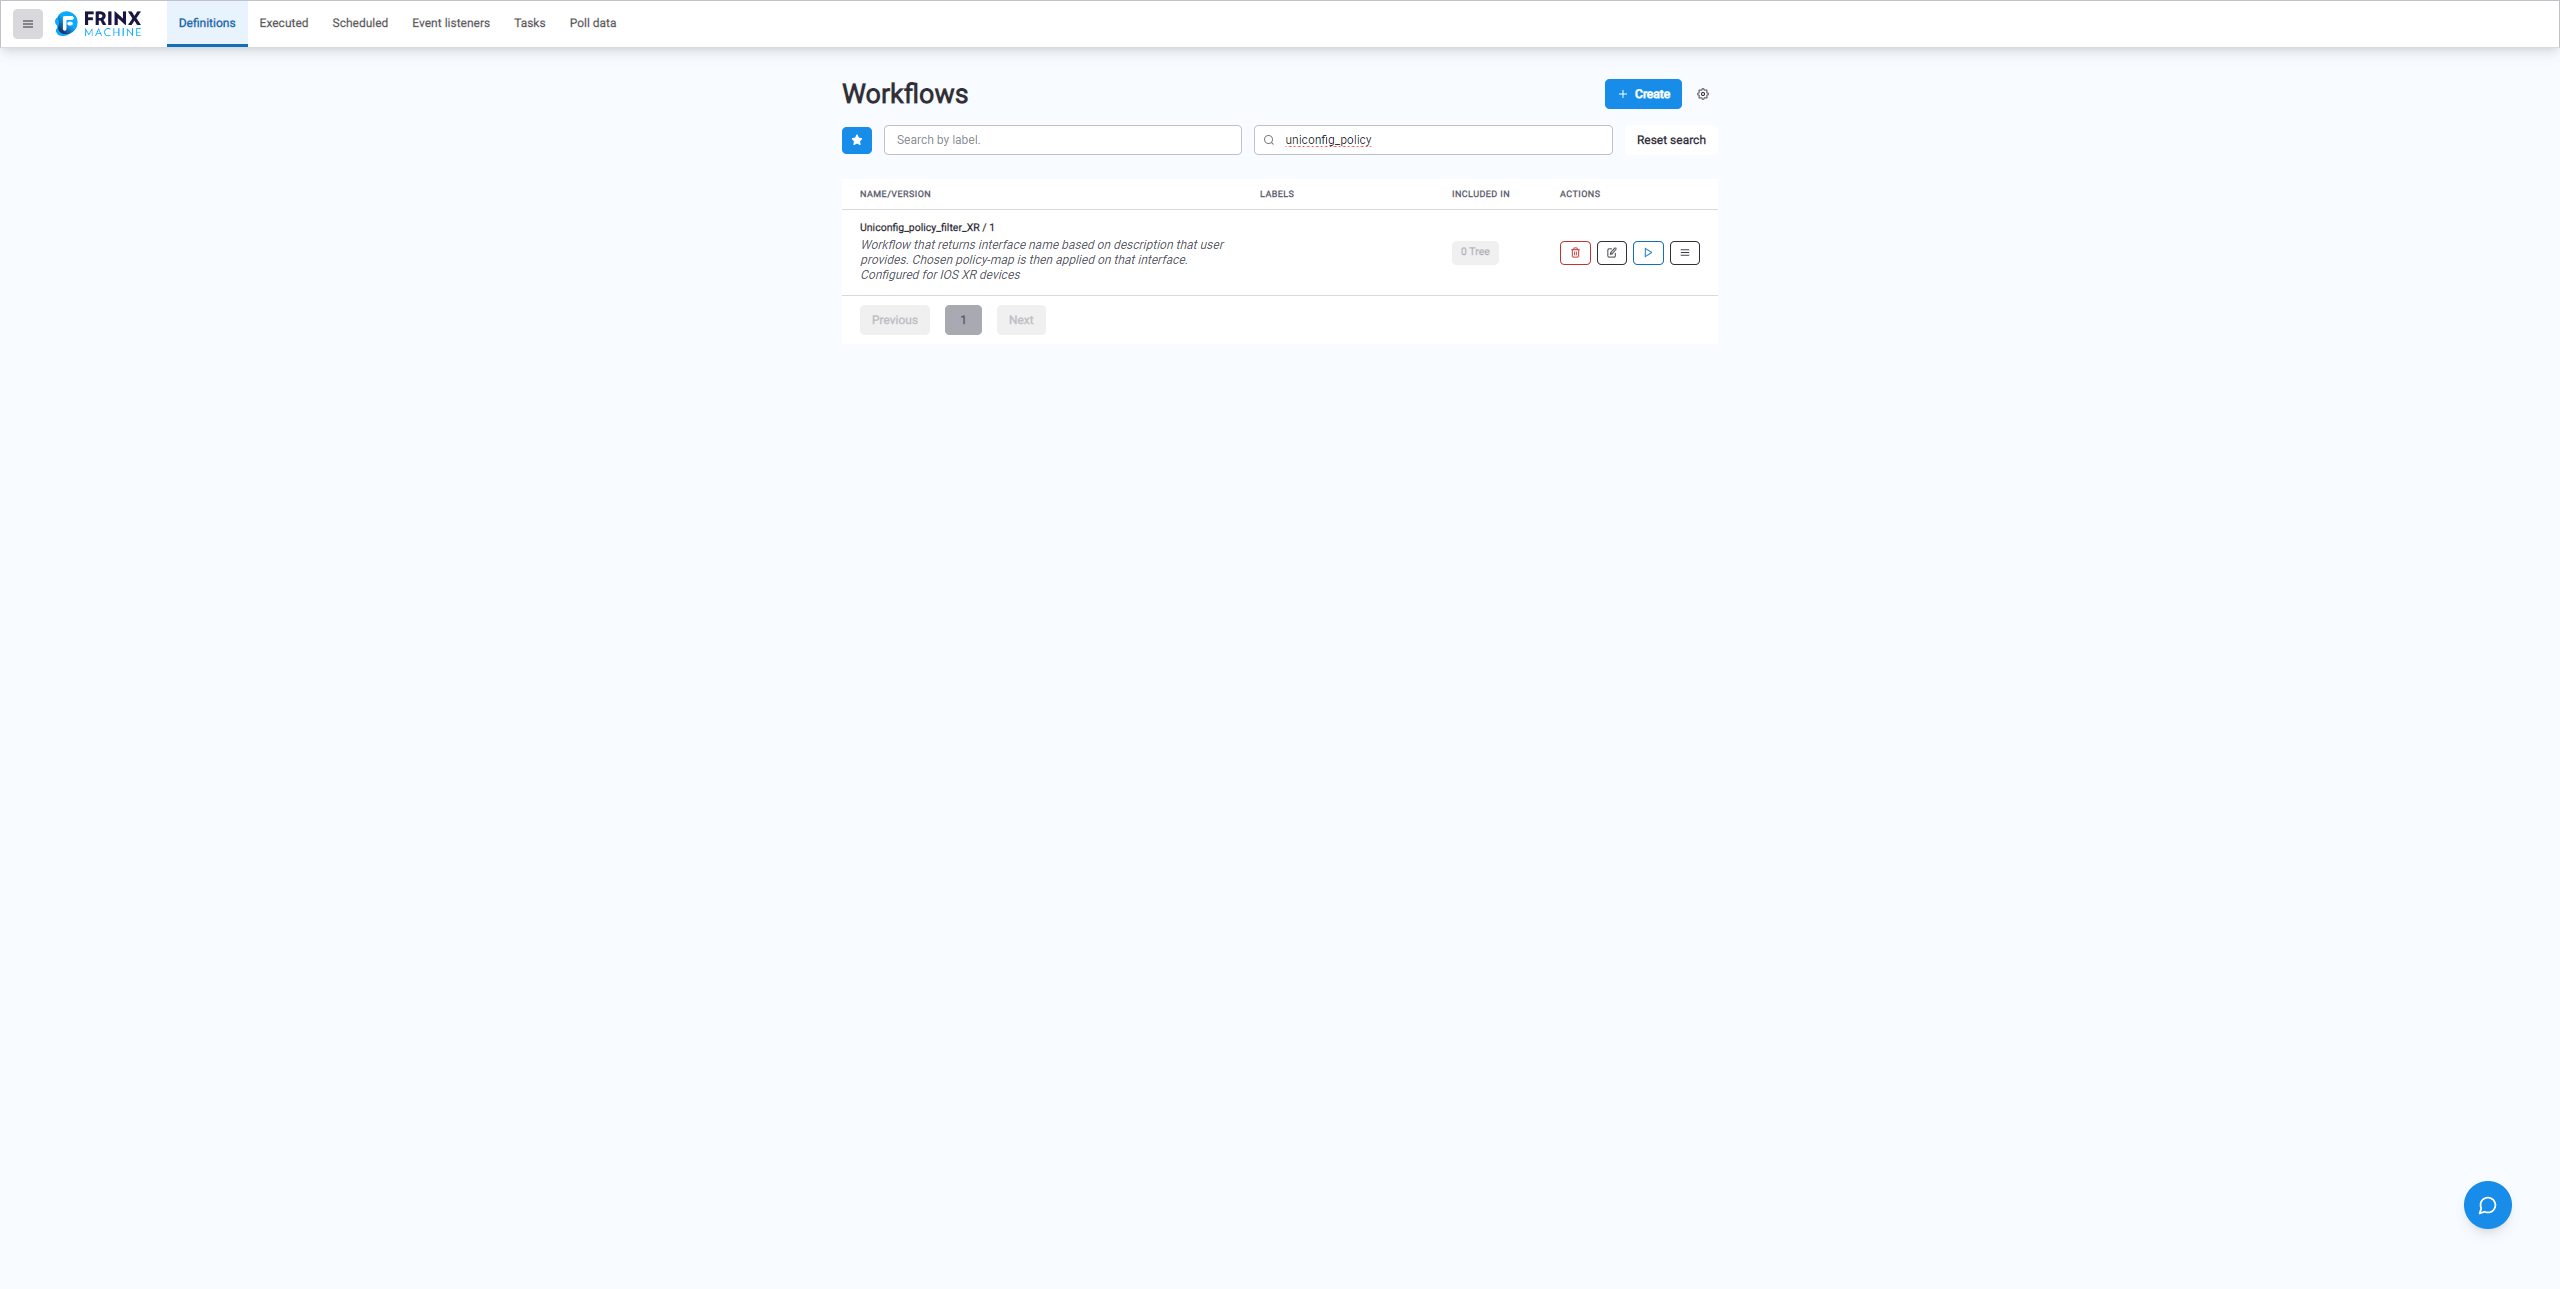 FRINX
MACHINE
Definitions Executed Scheduled Event listeners Tasks Poll data
Workflows
Create
Search by label.
uniconfig_policy
Reset search
NAME/VERSION LABELS INCLUDED IN ACTIONS
Uniconfig_policy_filter_XR / 1
Workflow that returns interface name based on description that user
provides. Chosen policy-map is then applied on that interface.
Configured for IOS XR devices
0 Tree
Previous 1 Next